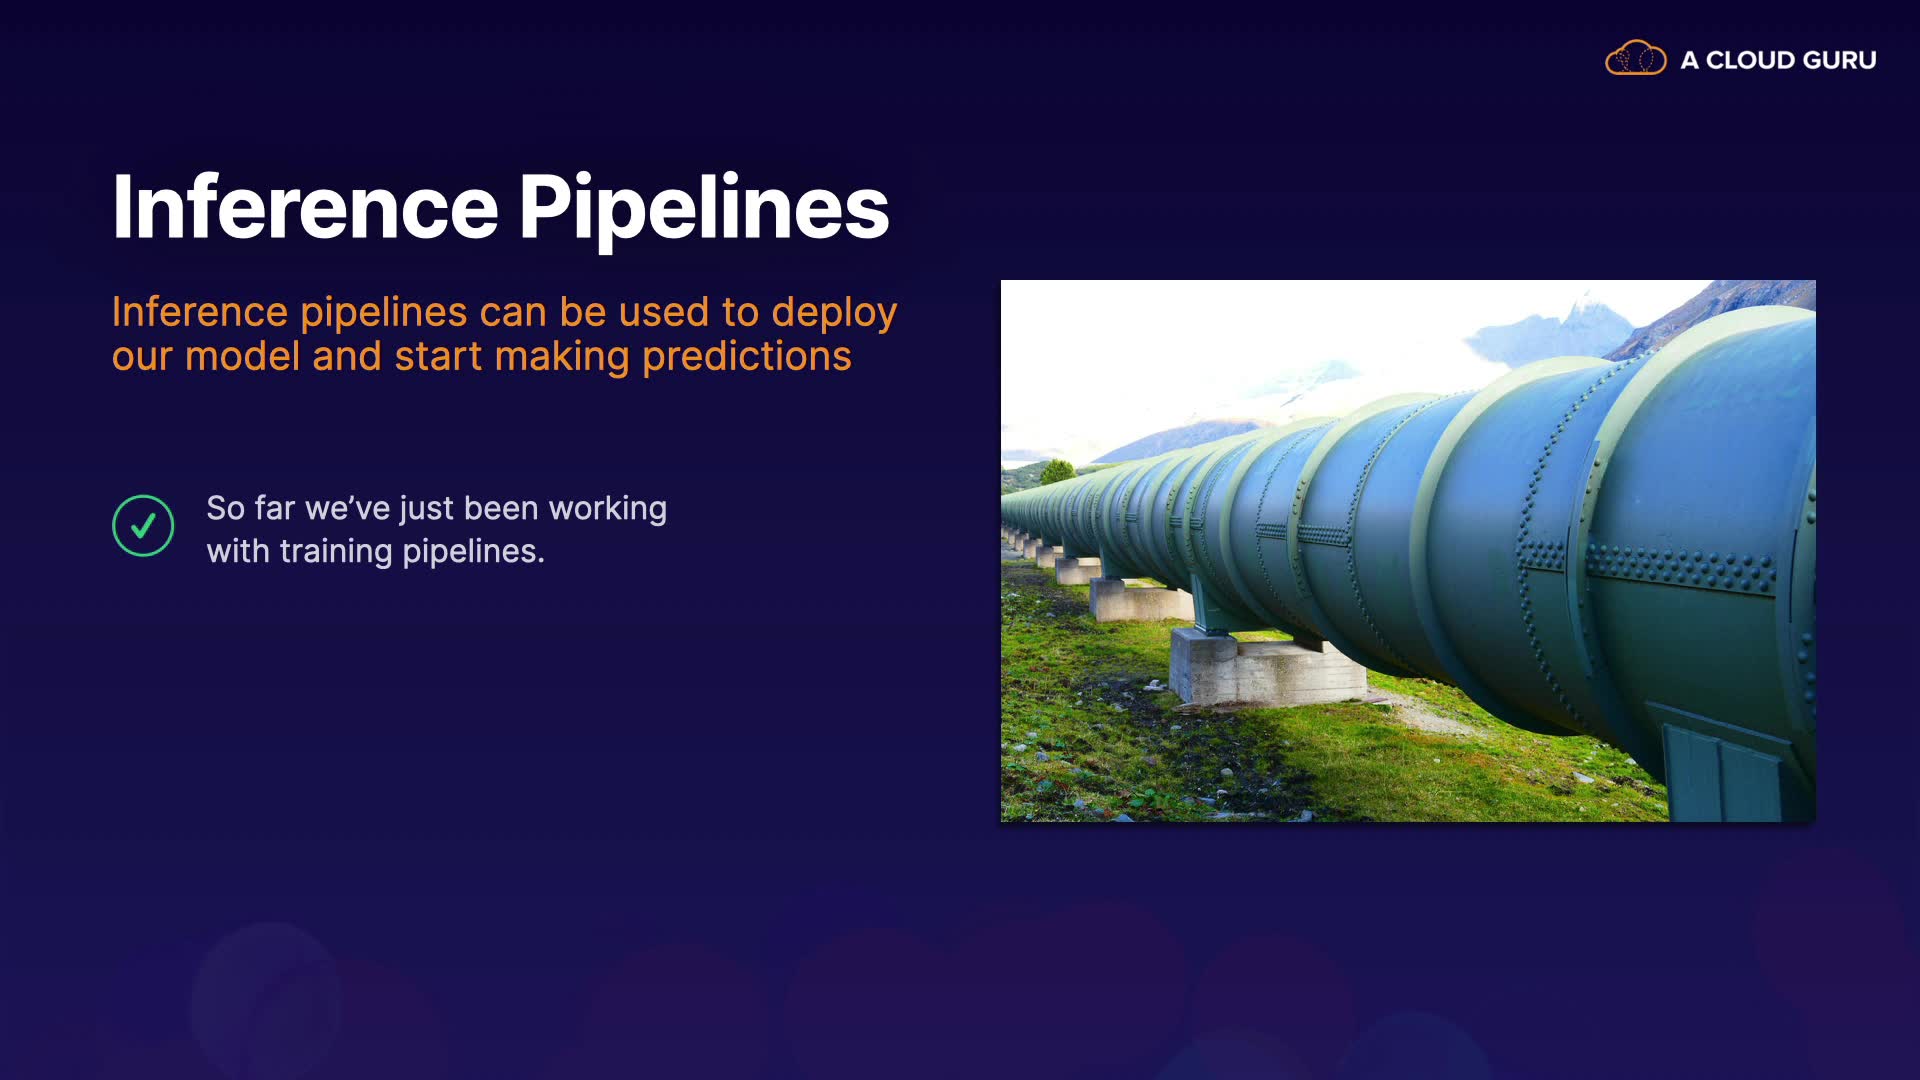 A CLOUD GURU
Inference Pipelines
Inference pipelines can be used to deploy
our model and start making predictions
So far we’ve just been working
with training pipelines.